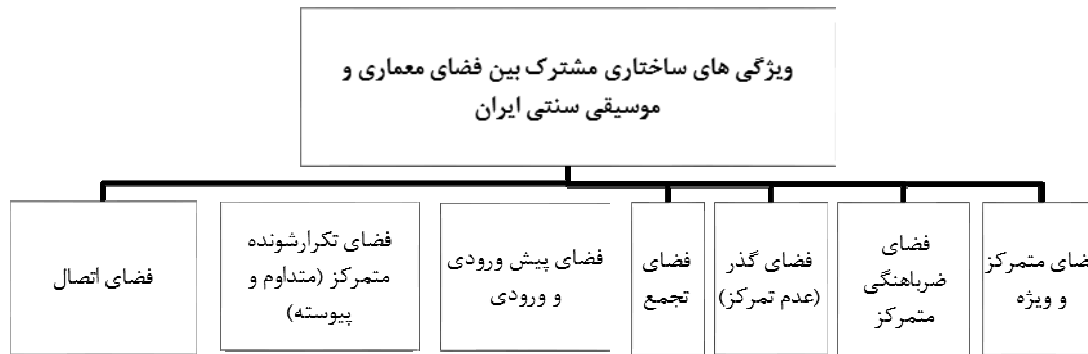 ویژگی های ساختاری مشترک بین فضای معماری و
موسیقی سنتی ایران
ضای متمرکز
و ویژه
فضای
ضرباهنگی
متمرکز
فضای گذر
(عدم تمرکز)
فضای
تجمع
فضای پیش ورودی
و ورودی
فضای تکرارشونده
متمرکز (متداوم و
پیوسته)
فضای اتصال